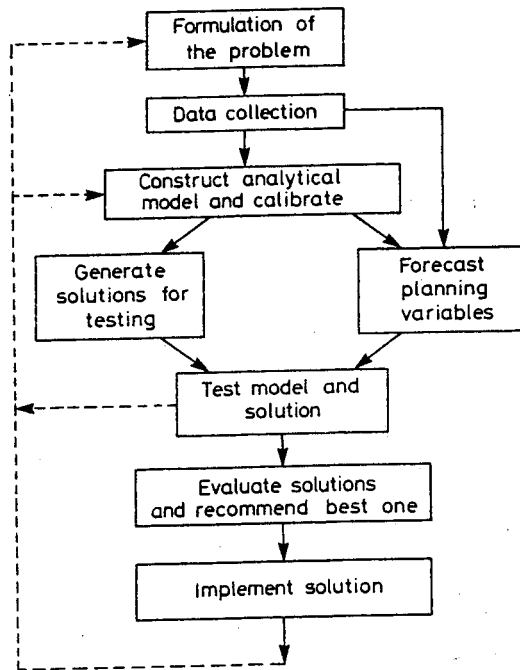 Formulation of
the problem
Data collection
Construct analytical
model and calibrate
Generate
solutions for
testing
Forecast
planning
variables
Test model and
solution
Evaluate solutions
and recommend best one
Implement solution